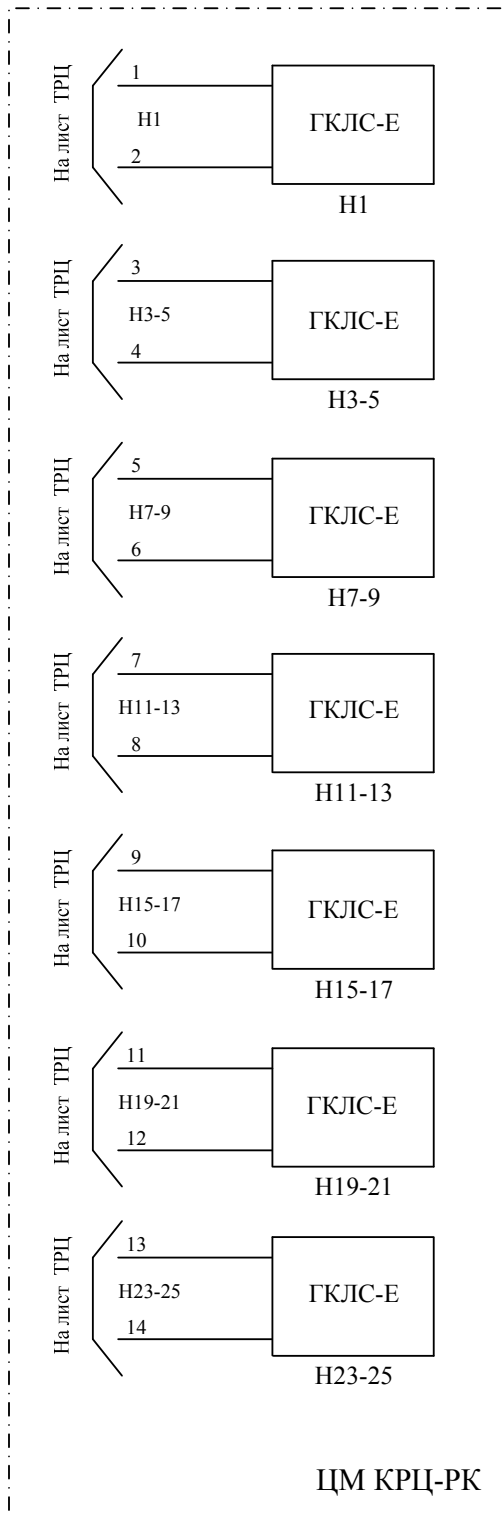 На лист ТРЦ
1
Н1
2
ГКЛС-Е
Н1
На лист ТРЦ
3
Н3-5
4
ГКЛС-Е
Н3-5
На лист ТРЦ
5
Н7-9
6
ГКЛС-Е
Н7-9
На лист ТРЦ
7
Н11-13
8
ГКЛС-Е
Н11-13
На лист ТРЦ
9
Н15-17
10
ГКЛС-Е
Н15-17
На лист ТРЦ
11
Н19-21
12
ГКЛС-Е
Н19-21
На лист ТРЦ
13
Н23-25
14
ГКЛС-Е
Н23-25
ЦМ КРЦ-РК